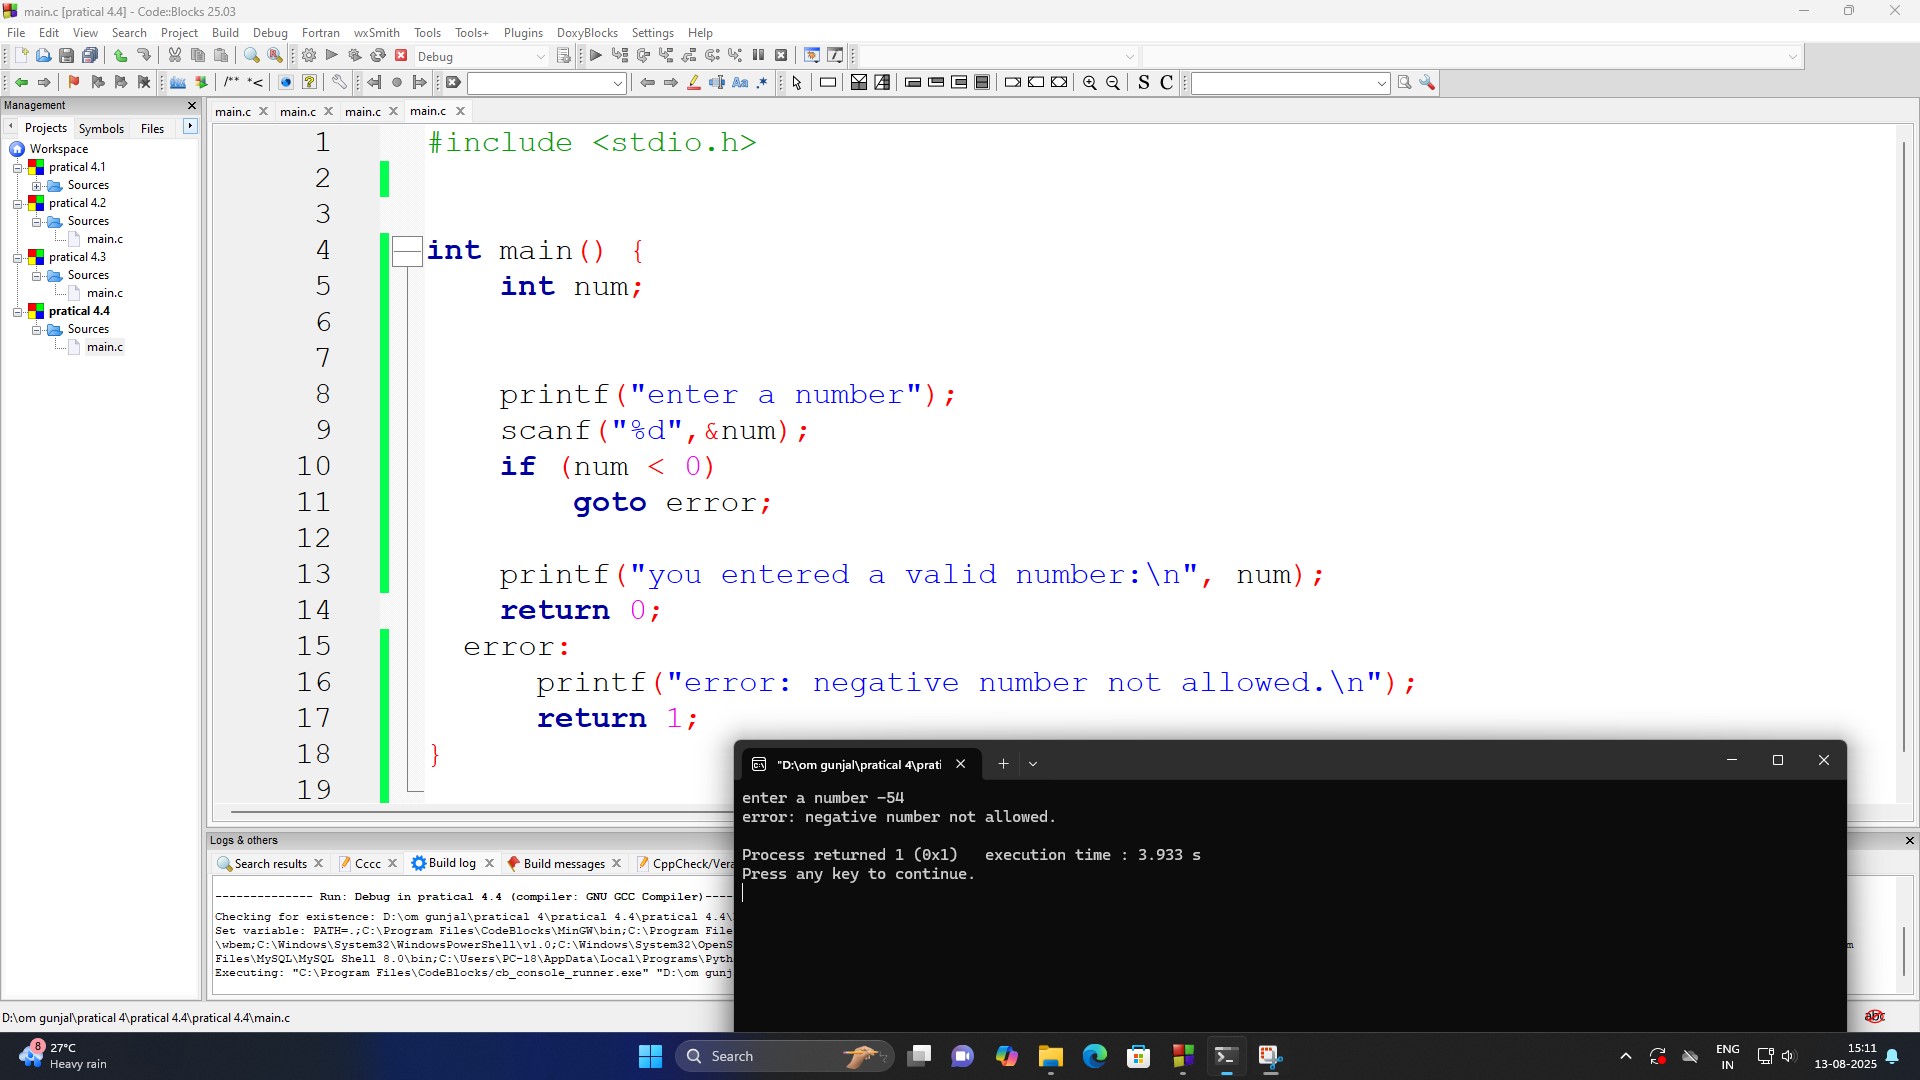 main.c [pratical 4.4] - Code::Blocks 25.03
File Edit View Search Project Build Debug Fortran wxSmith Tools Tools+ Plugins DoxyBlocks Settings Help
Debug
/** *<
Aa .* S C
Management
Projects Symbols Files
Workspace
pratical 4.1
Sources
pratical 4.2
Sources
main.c
pratical 4.3
Sources
main.c
pratical 4.4
Sources
main.c
main.c main.c main.c main.c
1 #include <stdio.h>
2
3
4 int main() {
5 int num;
6
7
8 printf("enter a number");
9 scanf("%d",&num);
10 if (num < 0)
11 goto error;
12
13 printf("you entered a valid number:\n", num);
14 return 0;
15 error:
16 printf("error: negative number not allowed.\n");
17 return 1;
18 }
19
"D:\om gunjal\pratical 4\prati
enter a number -54
error: negative number not allowed.
Process returned 1 (0x1)   execution time : 3.933 s
Press any key to continue.
Logs & others
Search results Cccc Build log Build messages CppCheck/Vera
-------------- Run: Debug in pratical 4.4 (compiler: GNU GCC Compiler)----
Checking for existence: D:\om gunjal\pratical 4\pratical 4.4\pratical 4.4\
Set variable: PATH=.;C:\Program Files\CodeBlocks\MinGW\bin;C:\Program File
\wbem;C:\Windows\System32\WindowsPowerShell\v1.0;C:\Windows\System32\OpenS
Files\MySQL\MySQL Shell 8.0\bin;C:\Users\PC-18\AppData\Local\Programs\Pyth
Executing: "C:\Program Files\CodeBlocks/cb_console_runner.exe" "D:\om gunj
D:\om gunjal\pratical 4\pratical 4.4\pratical 4.4\main.c
abc
8
27°C
Heavy rain
Search
ENG
IN
15:11
13-08-2025